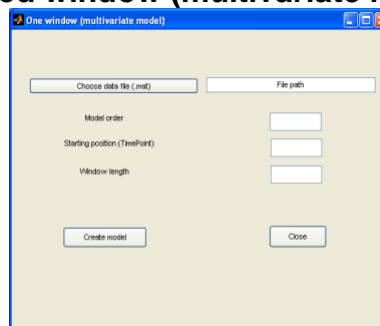 One window (multivariate model)
Choose data file (.mat) File path
Model order
Starting position (TimePoint)
Window length
Create model Close